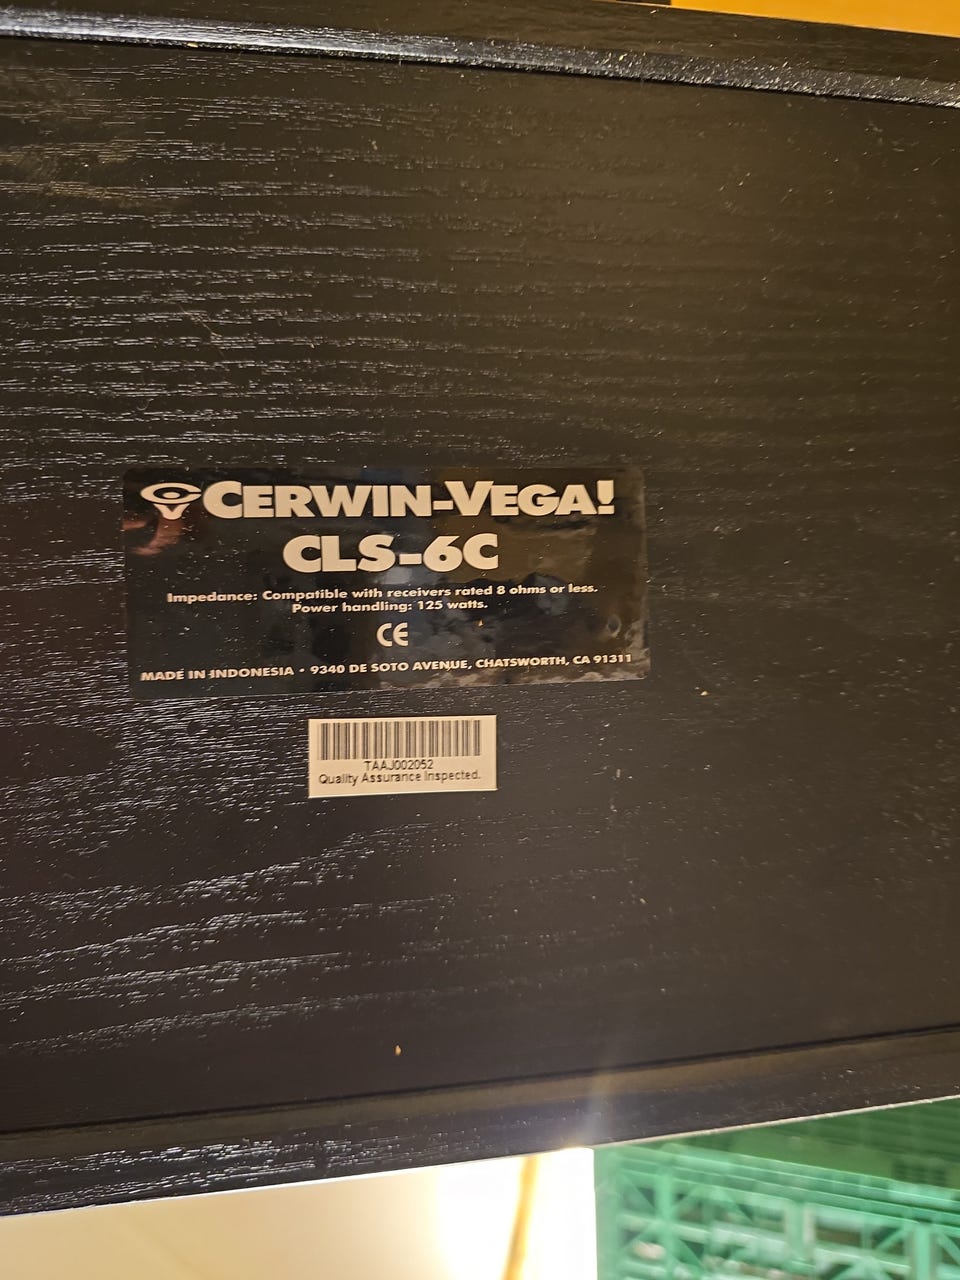 CERWIN-VEGA!
CLS-6C
Impedance: Compatible with receivers rated 8 ohms or less.
Power handling: 125 watts.
CE
MADE IN INDONESIA • 9340 DE SOTO AVENUE, CHATSWORTH, CA 91311
TAAJ002052
Quality Assurance Inspected.